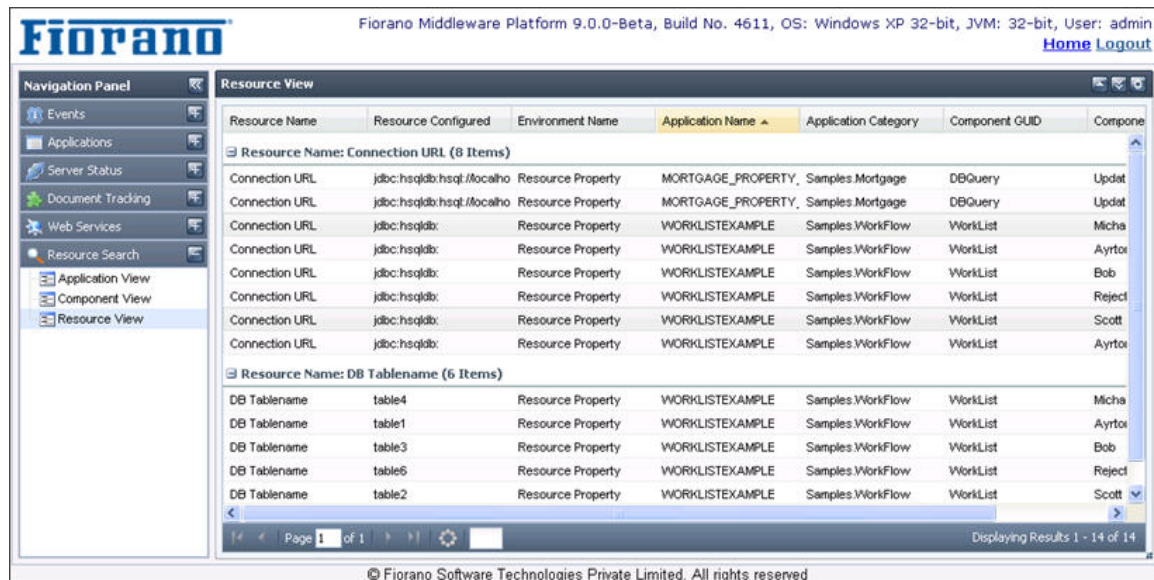 Fiorano
Fiorano Middleware Platform 9.0.0-Beta, Build No. 4611, OS: Windows XP 32-bit, JVM: 32-bit, User: admin
Home Logout
Navigation Panel
Events
Applications
Server Status
Document Tracking
Web Services
Resource Search
Application View
Component View
Resource View
Resource View
Resource Name Resource Configured Environment Name Application Name Application Category Component GUID Compone
Resource Name: Connection URL (8 Items)
Connection URL jdbc:hsqldb:hsql://localho Resource Property MORTGAGE_PROPERTY_ Samples.Mortgage DBQuery Updat
Connection URL jdbc:hsqldb:hsql://localho Resource Property MORTGAGE_PROPERTY_ Samples.Mortgage DBQuery Updat
Connection URL jdbc:hsqldb: Resource Property WORKLISTEXAMPLE Samples.WorkFlow WorkList Micha
Connection URL jdbc:hsqldb: Resource Property WORKLISTEXAMPLE Samples.WorkFlow WorkList Ayrto
Connection URL jdbc:hsqldb: Resource Property WORKLISTEXAMPLE Samples.WorkFlow WorkList Bob
Connection URL jdbc:hsqldb: Resource Property WORKLISTEXAMPLE Samples.WorkFlow WorkList Reject
Connection URL jdbc:hsqldb: Resource Property WORKLISTEXAMPLE Samples.WorkFlow WorkList Scott
Connection URL jdbc:hsqldb: Resource Property WORKLISTEXAMPLE Samples.WorkFlow WorkList Ayrto
Resource Name: DB Tablename (6 Items)
DB Tablename table4 Resource Property WORKLISTEXAMPLE Samples.WorkFlow WorkList Micha
DB Tablename table1 Resource Property WORKLISTEXAMPLE Samples.WorkFlow WorkList Ayrto
DB Tablename table3 Resource Property WORKLISTEXAMPLE Samples.WorkFlow WorkList Bob
DB Tablename table6 Resource Property WORKLISTEXAMPLE Samples.WorkFlow WorkList Reject
DB Tablename table2 Resource Property WORKLISTEXAMPLE Samples.WorkFlow WorkList Scott
Page 1 of 1
Displaying Results 1 - 14 of 14
© Fiorano Software Technologies Private Limited. All rights reserved